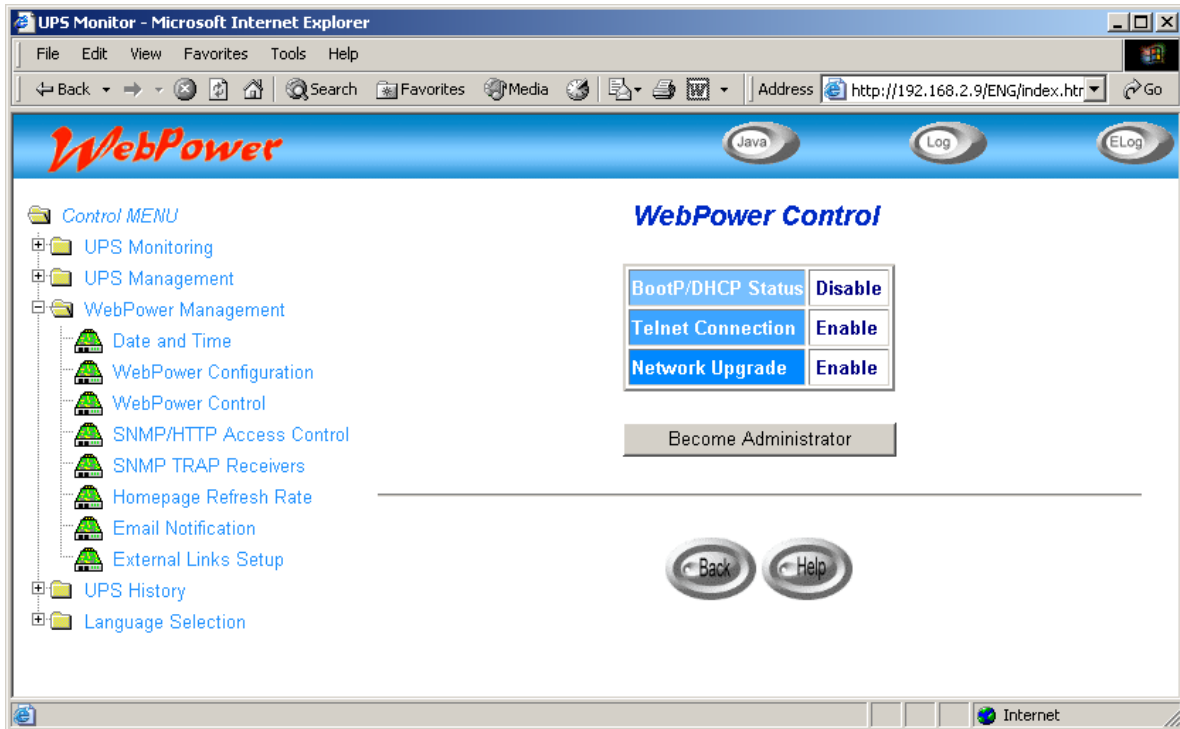 UPS Monitor - Microsoft Internet Explorer
File Edit View Favorites Tools Help
Back Search Favorites Media Address http://192.168.2.9/ENG/index.htr Go
WebPower Java Log ELog
Control MENU
UPS Monitoring
UPS Management
WebPower Management
Date and Time
WebPower Configuration
WebPower Control
SNMP/HTTP Access Control
SNMP TRAP Receivers
Homepage Refresh Rate
Email Notification
External Links Setup
UPS History
Language Selection
WebPower Control
BootP/DHCP Status Disable
Telnet Connection Enable
Network Upgrade Enable
Become Administrator
Back Help
Internet